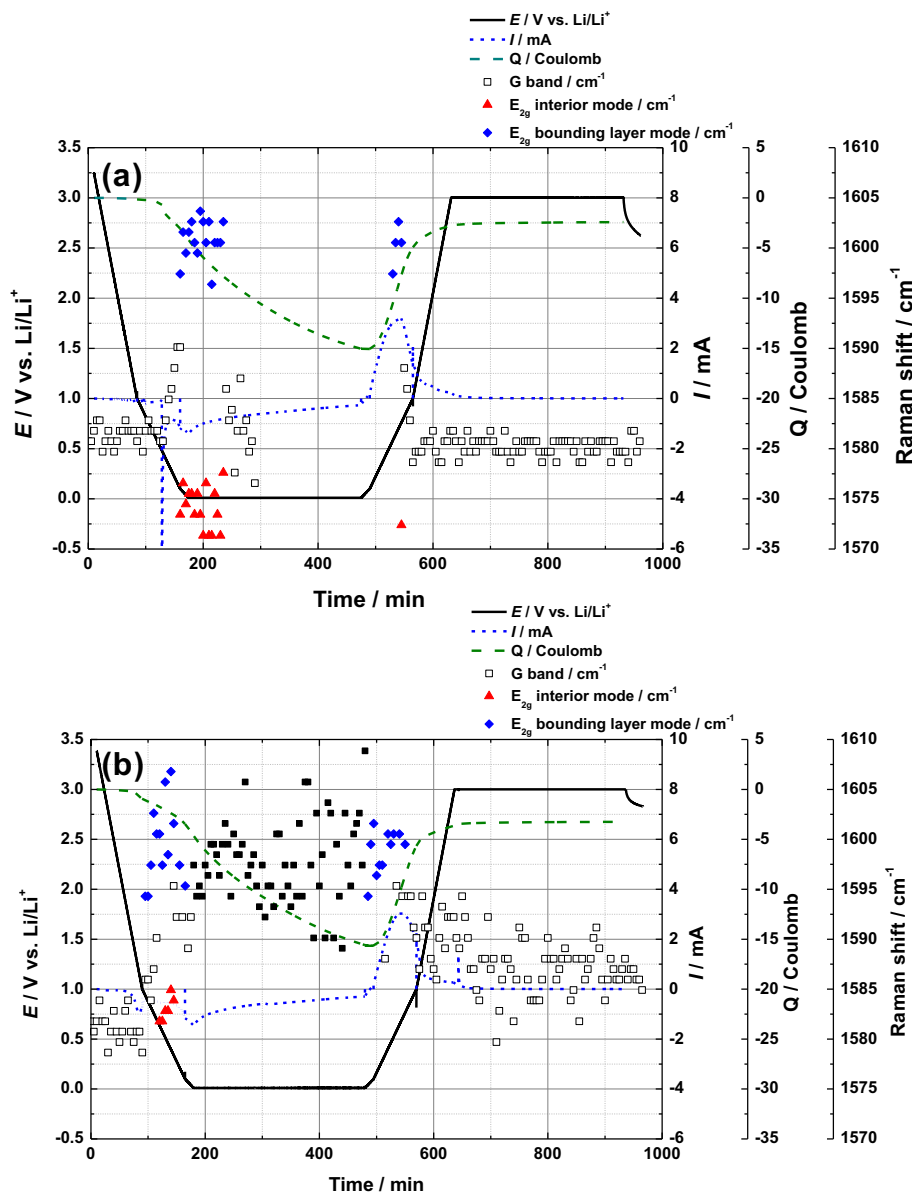 E / V vs. Li/Li+
I / mA
Q / Coulomb
G band / cm-1
E2g interior mode / cm-1
E2g bounding layer mode / cm-1
(a)
3.5
3.0
2.5
2.0
1.5
1.0
0.5
0.0
-0.5
E / V vs. Li/Li+
0 200 400 600 800 1000
Time / min
10
8
6
4
2
0
-2
-4
-6
I / mA
5
0
-5
-10
-15
-20
-25
-30
-35
Q / Coulomb
1610
1605
1600
1595
1590
1585
1580
1575
1570
Raman shift / cm-1
E / V vs. Li/Li+
I / mA
Q / Coulomb
G band / cm-1
E2g interior mode / cm-1
E2g bounding layer mode / cm-1
(b)
3.5
3.0
2.5
2.0
1.5
1.0
0.5
0.0
-0.5
E / V vs. Li/Li+
0 200 400 600 800 1000
Time / min
10
8
6
4
2
0
-2
-4
-6
I / mA
5
0
-5
-10
-15
-20
-25
-30
-35
Q / Coulomb
1610
1605
1600
1595
1590
1585
1580
1575
1570
Raman shift / cm-1